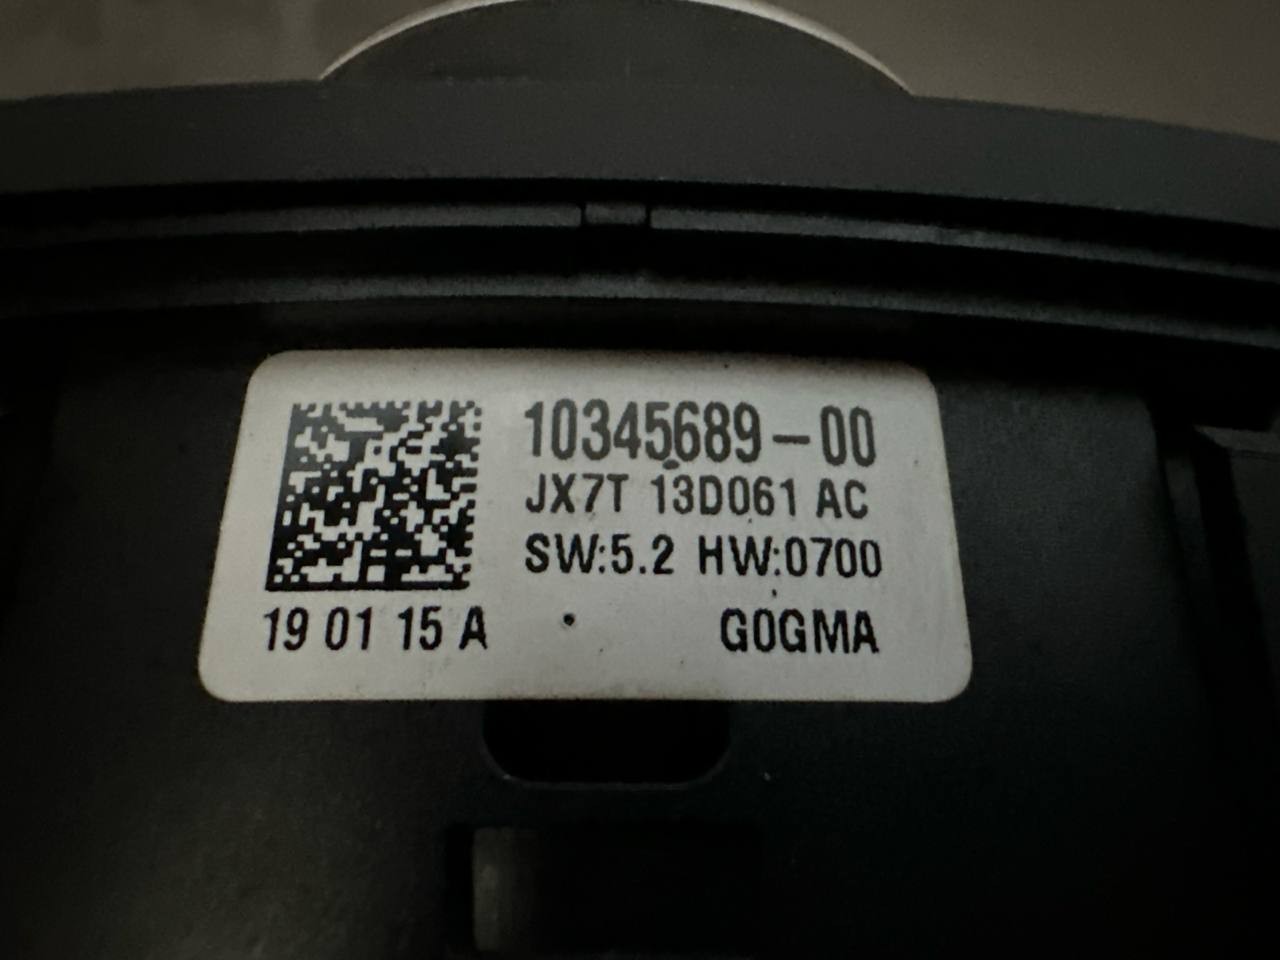 10345689-00
JX7T 13D061 AC
SW:5.2 HW:0700
19 01 15 A
G0GMA